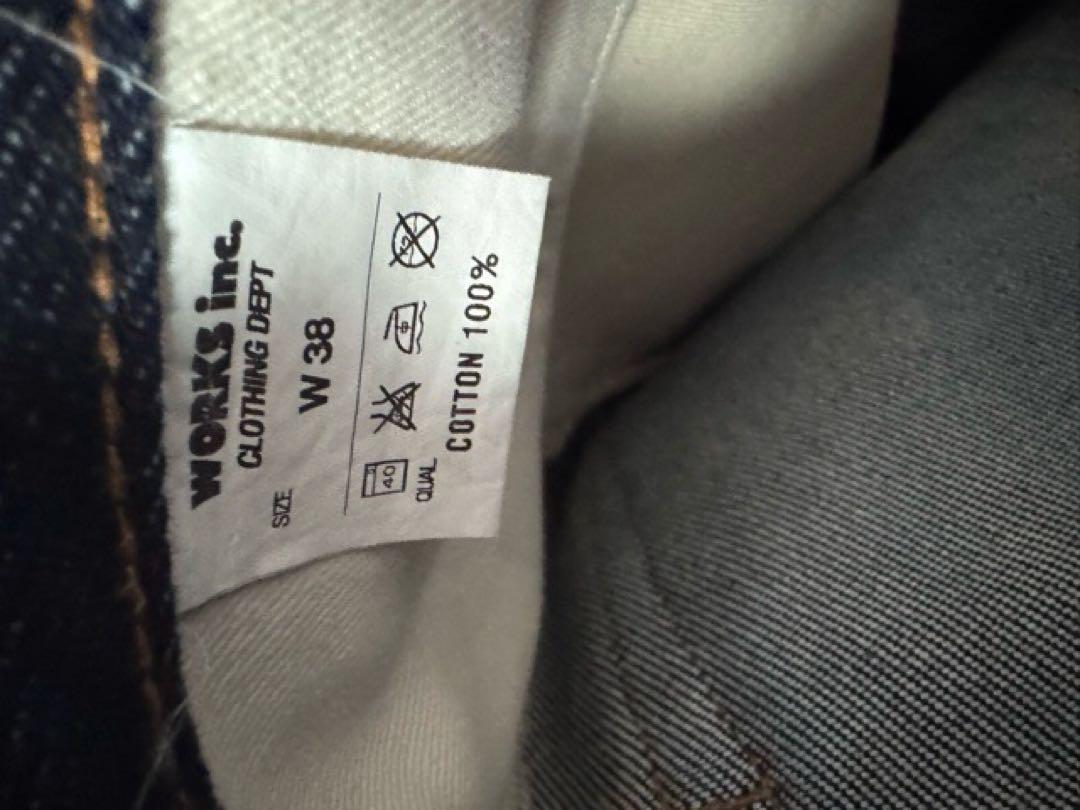 WORKS inc.
CLOTHING DEPT
SIZE W 38
40
QUAL
COTTON 100%